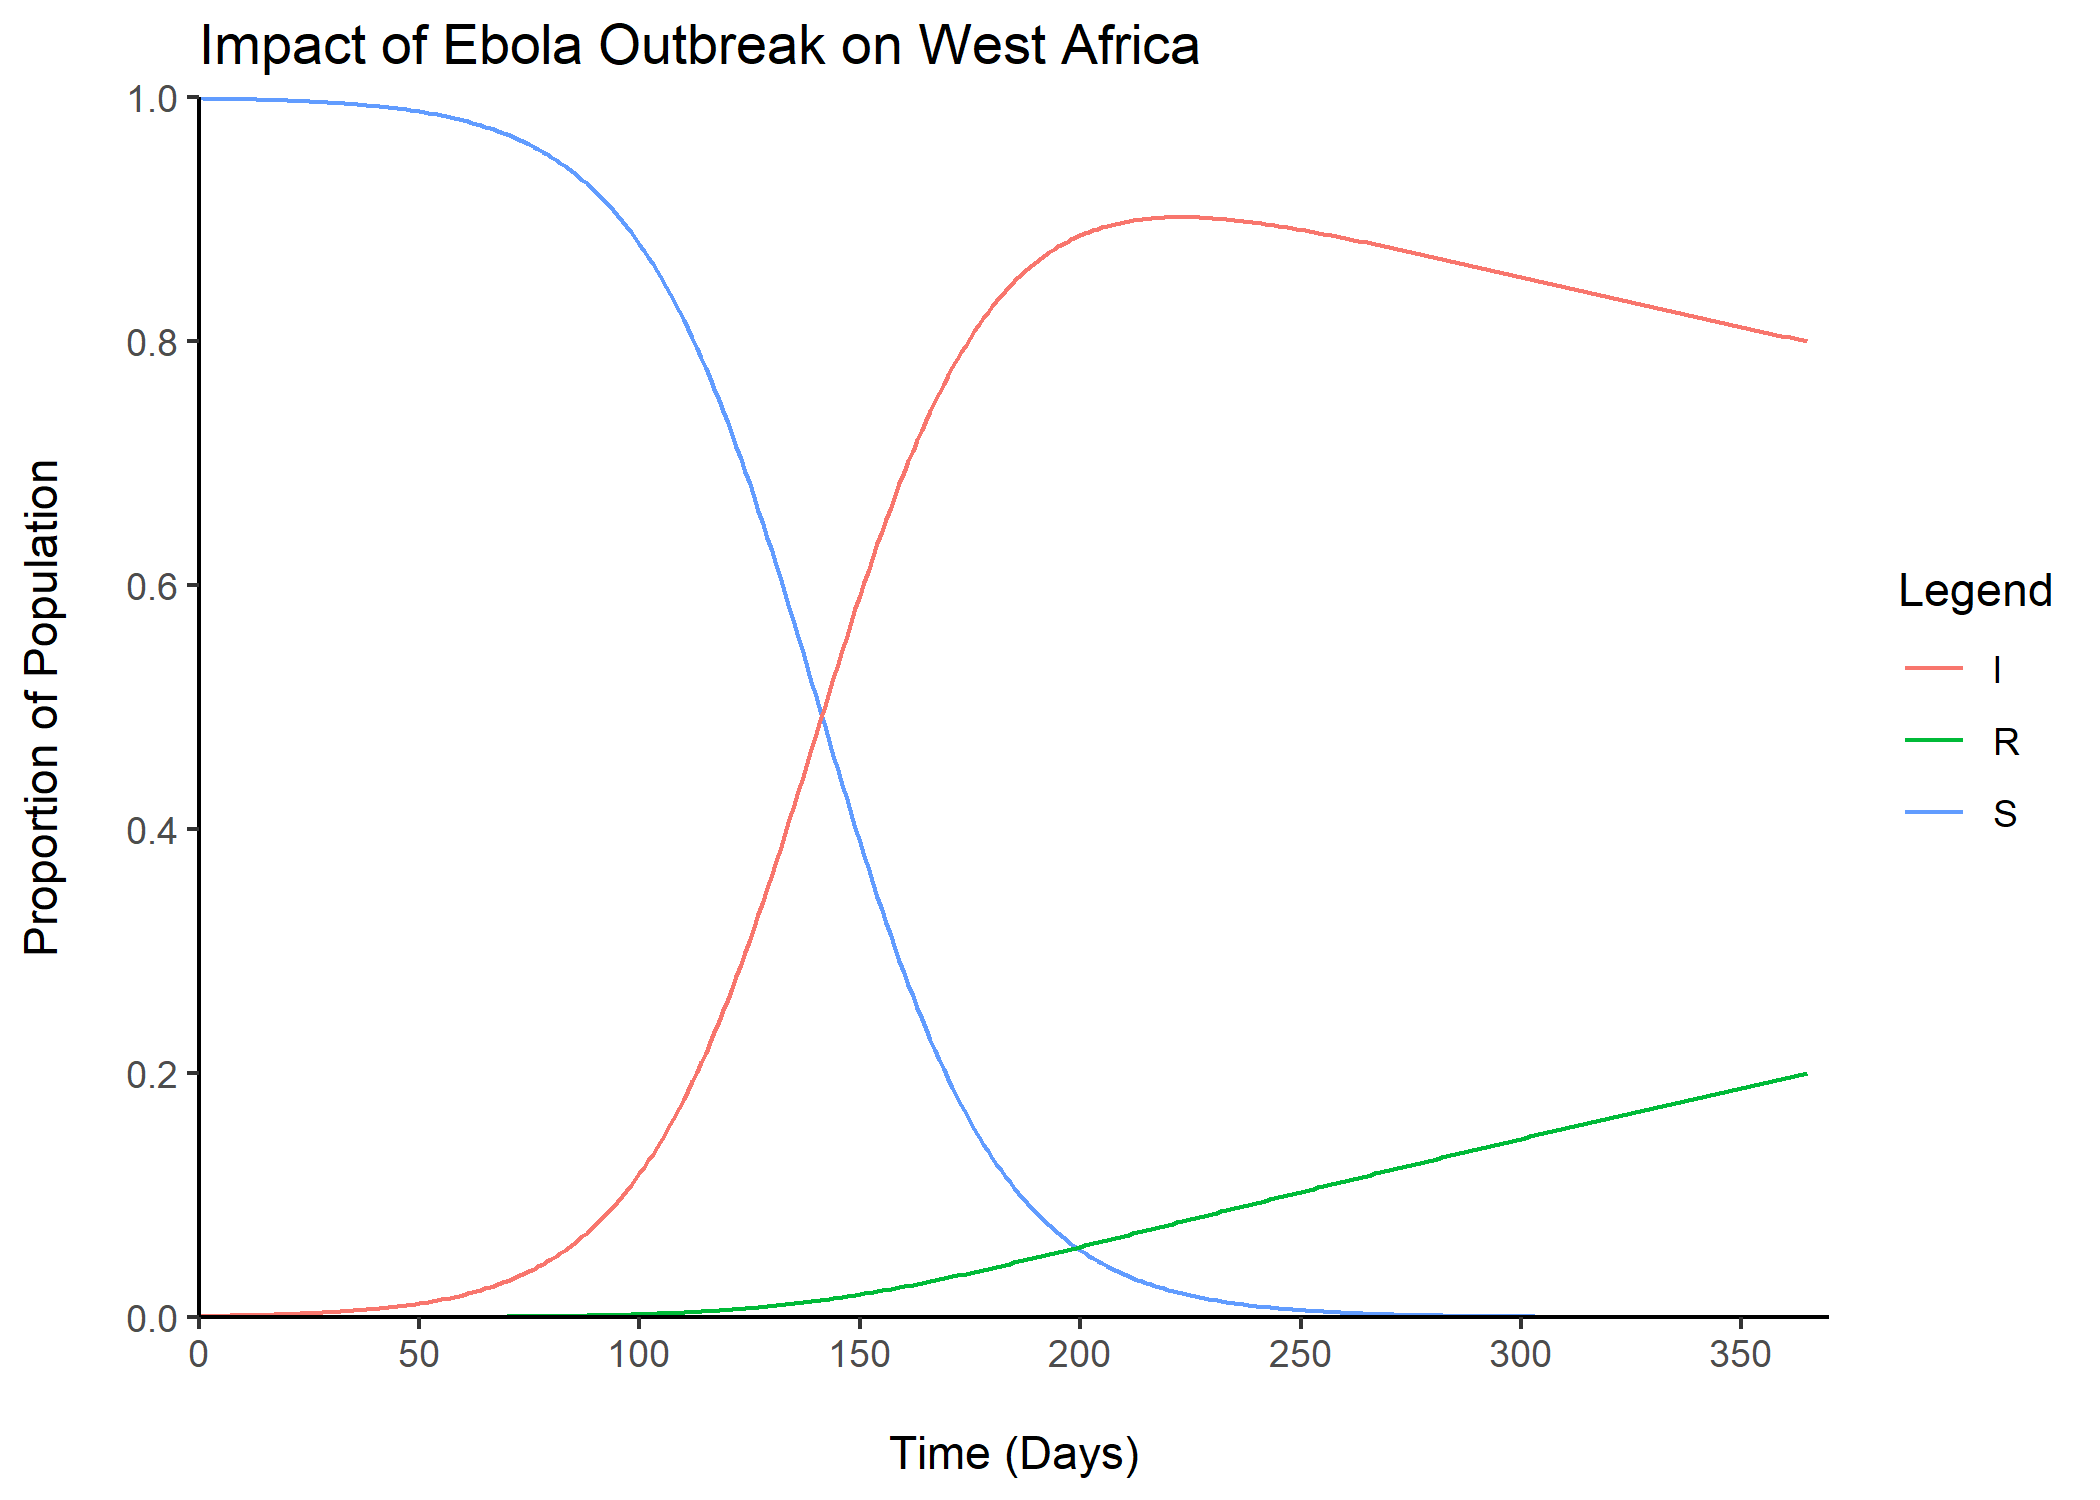 Impact of Ebola Outbreak on West Africa
1.0
0.8
0.6
0.4
0.2
0.0
Proportion of Population
0 50 100 150 200 250 300 350
Time (Days)
Legend
I
R
S